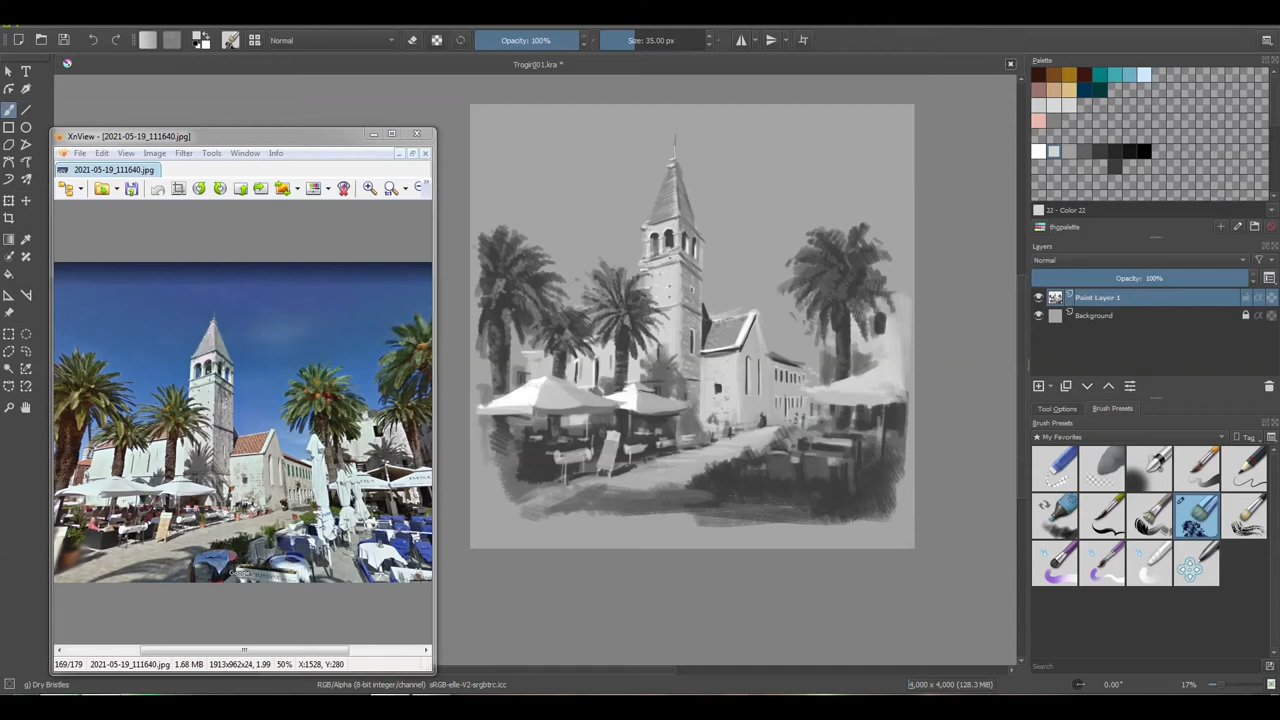 Normal
Opacity: 100%
Size: 35.00 px
Palette
22 - Color 22
thgpalette
Layers
Normal
Opacity: 100%
Paint Layer 1
Background
Tool Options
Brush Presets
Brush Presets
My Favorites
Tag
Search
XnView - [2021-05-19_111640.jpg]
File Edit View Image Filter Tools Window Info
2021-05-19_111640.jpg
169/179 2021-05-19_111640.jpg 1.68 MB 1913x962x24, 1.99 50% X:1528, Y:280
g) Dry Bristles
RGB/Alpha (8-bit integer/channel) sRGB-elle-V2-srgbtrc.icc
4,000 x 4,000 (128.3 MiB)
0.00°
17%